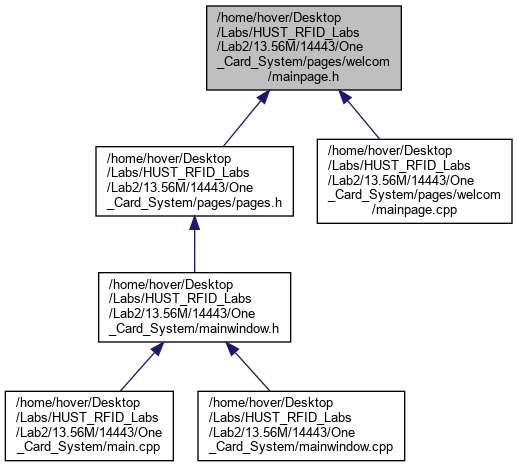 /home/hover/Desktop
/Labs/HUST_RFID_Labs
/Lab2/13.56M/14443/One
_Card_System/pages/welcom
/mainpage.h
/home/hover/Desktop
/Labs/HUST_RFID_Labs
/Lab2/13.56M/14443/One
_Card_System/pages/pages.h
/home/hover/Desktop
/Labs/HUST_RFID_Labs
/Lab2/13.56M/14443/One
_Card_System/pages/welcom
/mainpage.cpp
/home/hover/Desktop
/Labs/HUST_RFID_Labs
/Lab2/13.56M/14443/One
_Card_System/mainwindow.h
/home/hover/Desktop
/Labs/HUST_RFID_Labs
/Lab2/13.56M/14443/One
_Card_System/main.cpp
/home/hover/Desktop
/Labs/HUST_RFID_Labs
/Lab2/13.56M/14443/One
_Card_System/mainwindow.cpp